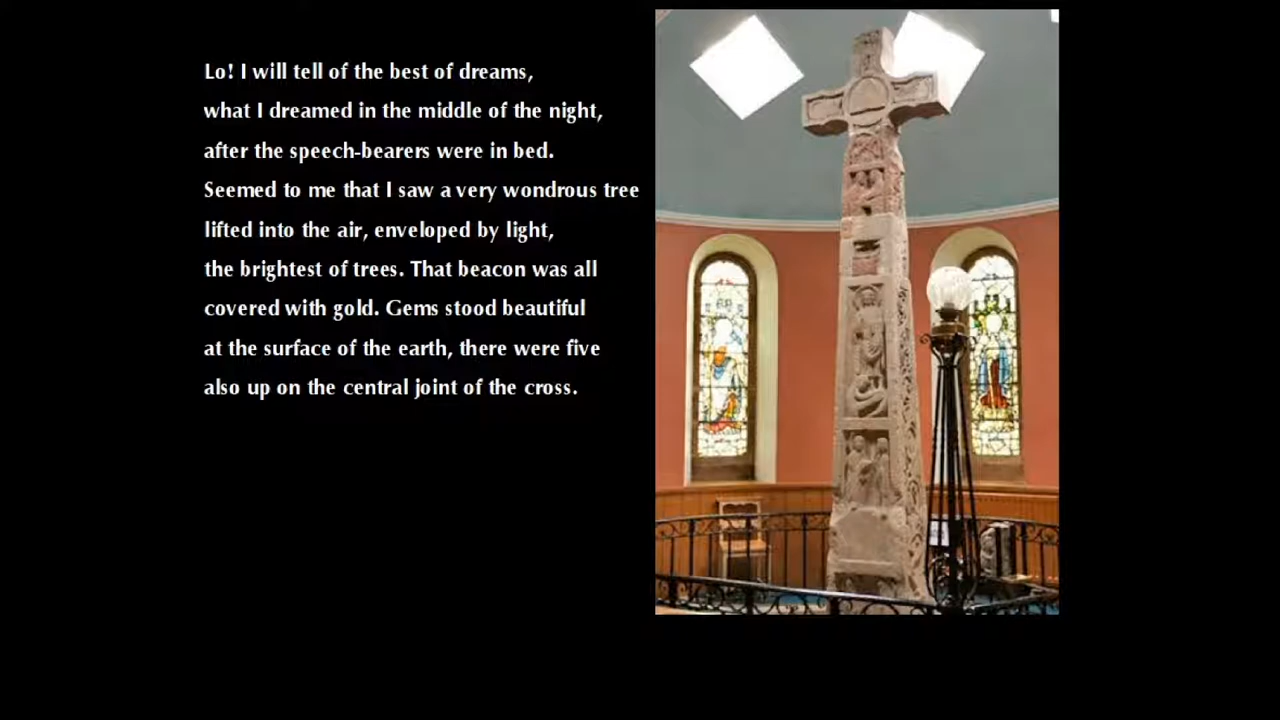 Lo! I will tell of the best of dreams,
what I dreamed in the middle of the night,
after the speech-bearers were in bed.
Seemed to me that I saw a very wondrous tree
lifted into the air, enveloped by light,
the brightest of trees. That beacon was all
covered with gold. Gems stood beautiful
at the surface of the earth, there were five
also up on the central joint of the cross.